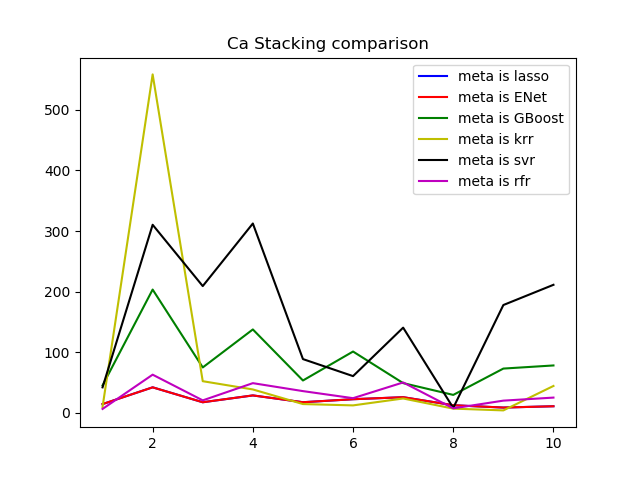 Ca Stacking comparison
meta is lasso
meta is ENet
meta is GBoost
meta is krr
meta is svr
meta is rfr
500
400
300
200
100
0
2 4 6 8 10